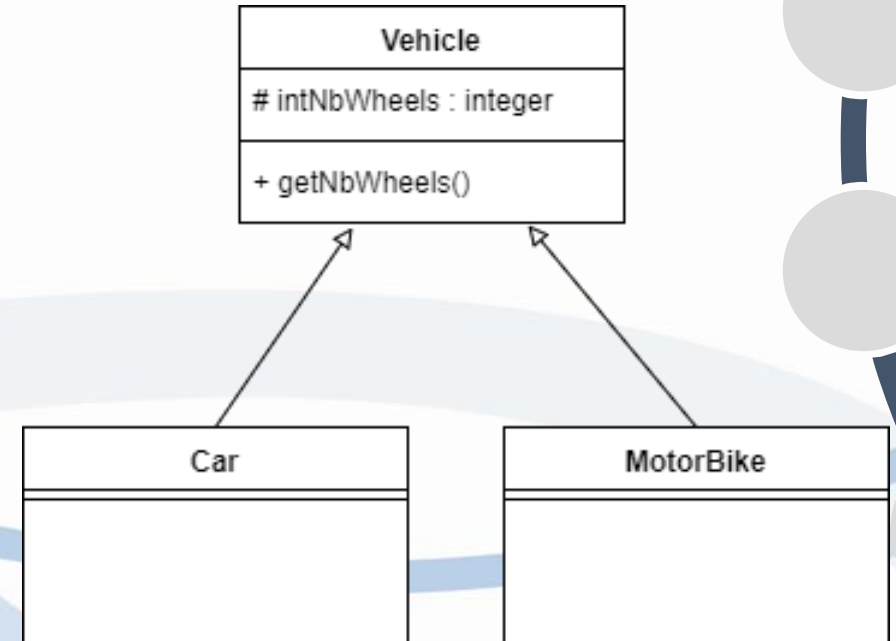 Vehicle
# intNbWheels : integer
+ getNbWheels()
Car
MotorBike